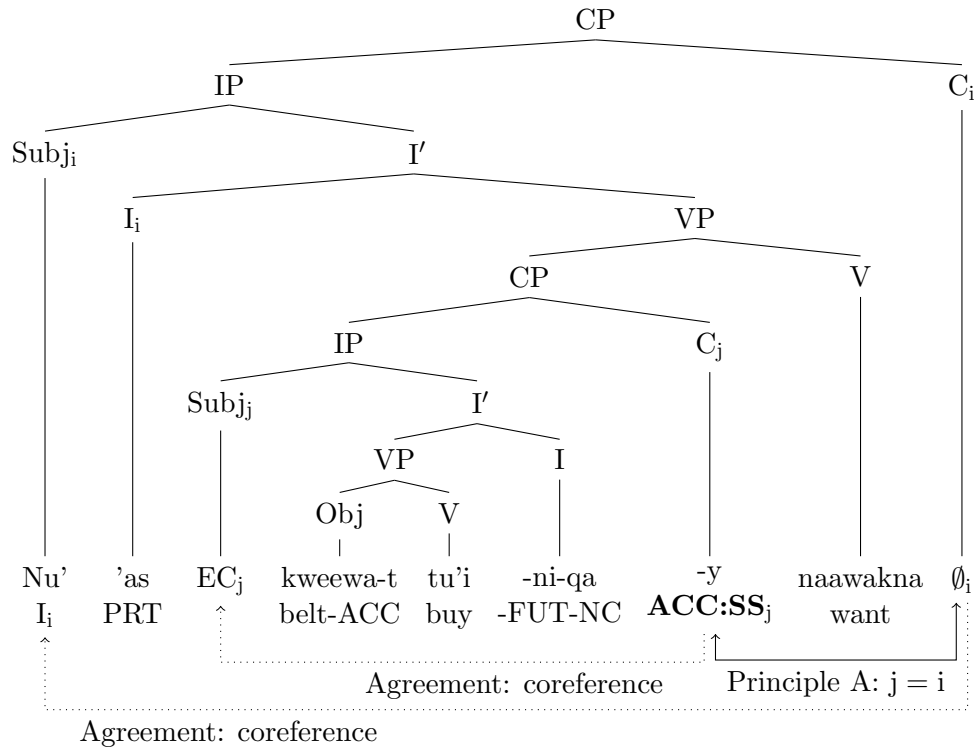 CP
IP C_i
Subj_i I′
I_i VP
CP V
IP C_j
Subj_j I′
VP I
Obj V
Nu' 'as EC_j kweewa-t tu'i -ni-qa -y naawakna ∅_i
I_i PRT belt-ACC buy -FUT-NC ACC:SS_j want
Agreement: coreference Principle A: j = i
Agreement: coreference